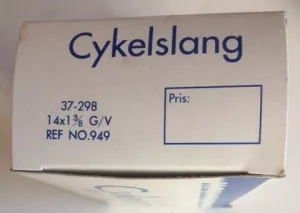 Cykelslang
37-298
14x1⅜ G/V
REF NO.949
Pris: